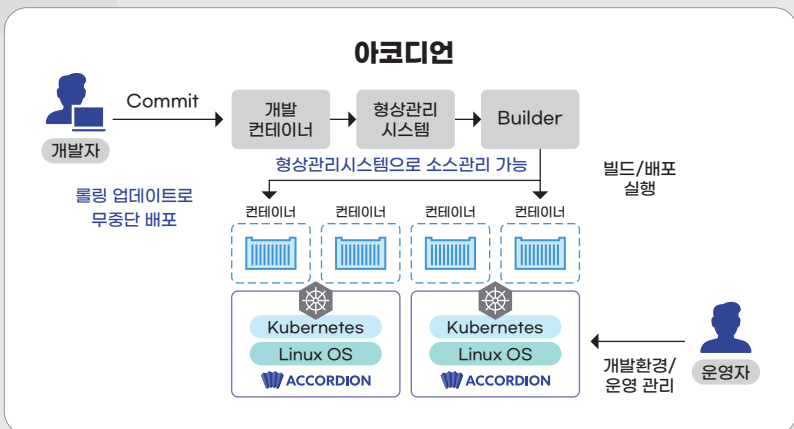 아코디언
Commit
개발
컨테이너
형상관리
시스템
Builder
개발자
형상관리시스템으로 소스관리 가능
빌드/배포
실행
롤링 업데이트로
무중단 배포
컨테이너
컨테이너
컨테이너
컨테이너
Kubernetes
Linux OS
ACCORDION
Kubernetes
Linux OS
ACCORDION
개발환경/
운영 관리
운영자